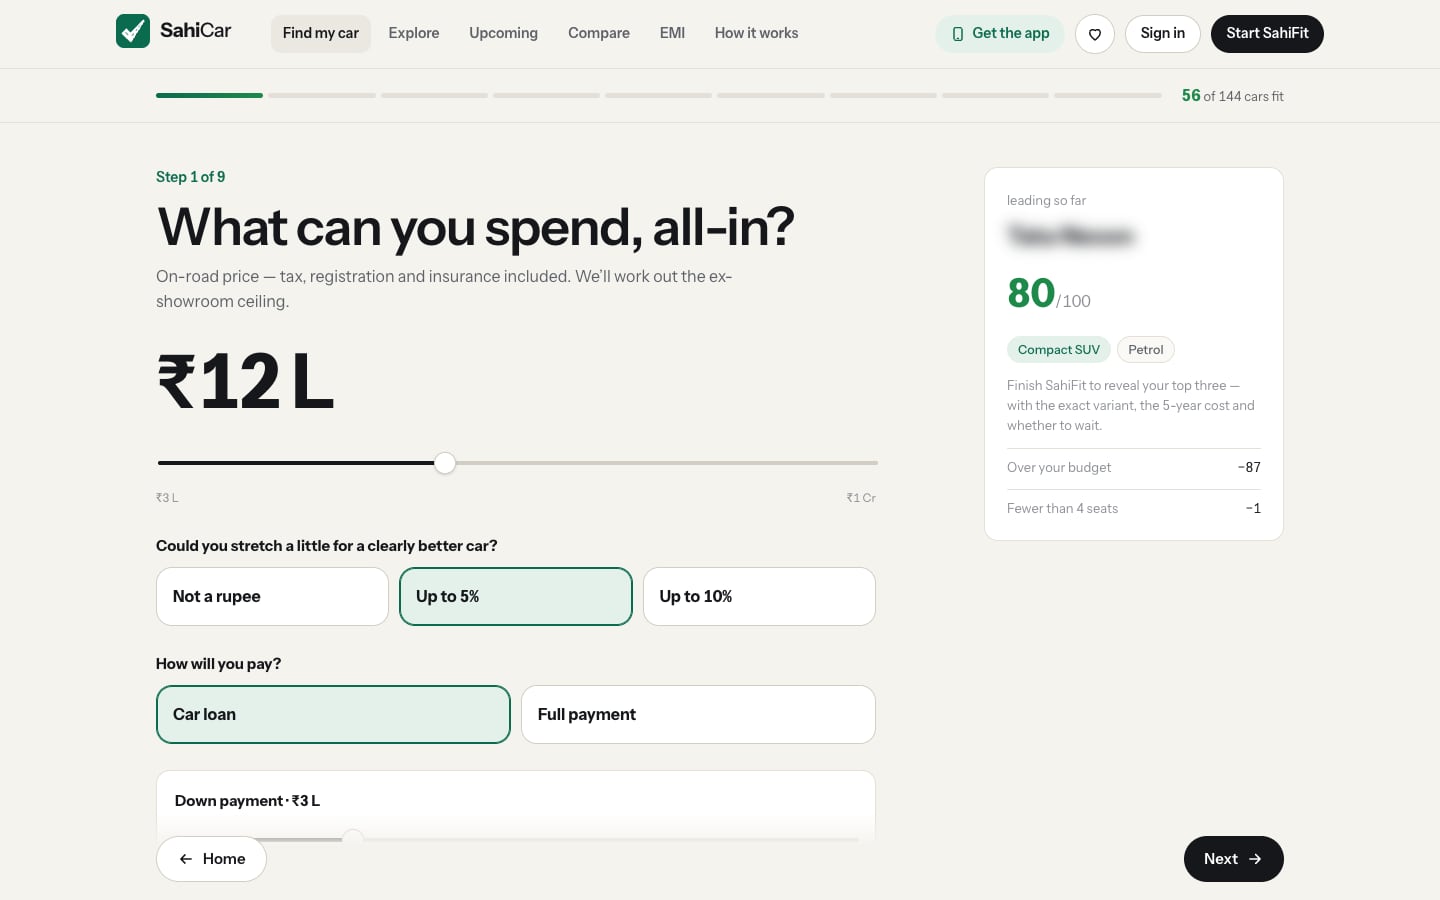 SahiCar
Find my car
Explore
Upcoming
Compare
EMI
How it works
Get the app
Sign in
Start SahiFit
56 of 144 cars fit
Step 1 of 9
What can you spend, all-in?
On-road price — tax, registration and insurance included. We'll work out the ex-
showroom ceiling.
₹12 L
₹3 L
₹1 Cr
Could you stretch a little for a clearly better car?
Not a rupee
Up to 5%
Up to 10%
How will you pay?
Car loan
Full payment
Down payment · ₹3 L
leading so far
80/100
Compact SUV
Petrol
Finish SahiFit to reveal your top three —
with the exact variant, the 5-year cost and
whether to wait.
Over your budget
−87
Fewer than 4 seats
−1
Home
Next